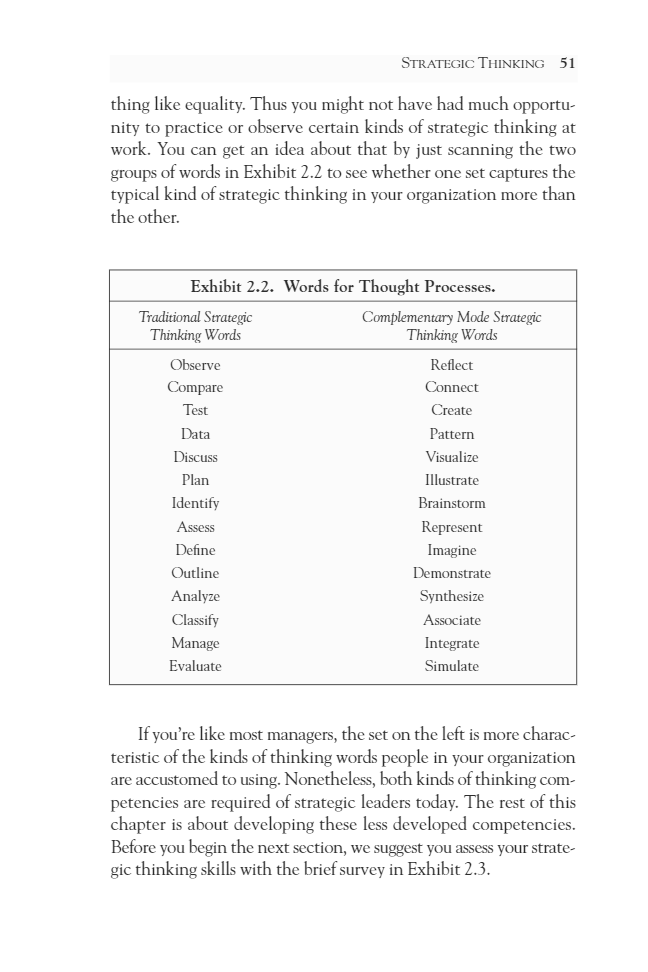 STRATEGIC THINKING 51
thing like equality. Thus you might not have had much opportu-
nity to practice or observe certain kinds of strategic thinking at
work. You can get an idea about that by just scanning the two
groups of words in Exhibit 2.2 to see whether one set captures the
typical kind of strategic thinking in your organization more than
the other.
Exhibit 2.2. Words for Thought Processes.
Traditional Strategic Complementary Mode Strategic
Thinking Words Thinking Words
Observe Reflect
Compare Connect
Test Create
Data Pattern
Discuss Visualize
Plan Illustrate
Identify Brainstorm
Assess Represent
Define Imagine
Outline Demonstrate
Analyze Synthesize
Classify Associate
Manage Integrate
Evaluate Simulate
If you're like most managers, the set on the left is more charac-
teristic of the kinds of thinking words people in your organization
are accustomed to using. Nonetheless, both kinds of thinking com-
petencies are required of strategic leaders today. The rest of this
chapter is about developing these less developed competencies.
Before you begin the next section, we suggest you assess your strate-
gic thinking skills with the brief survey in Exhibit 2.3.